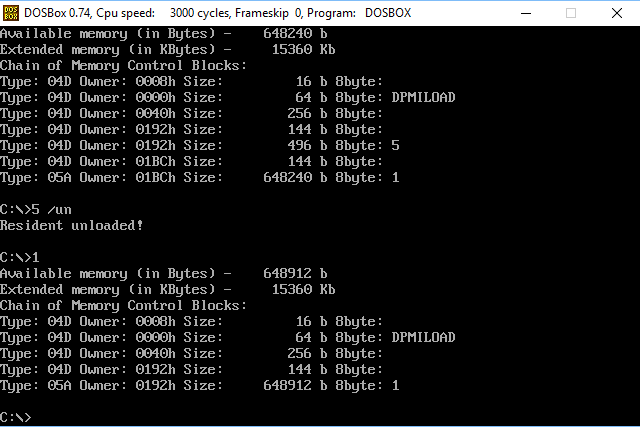 DOS
BOX
DOSBox 0.74, Cpu speed:    3000 cycles, Frameskip  0, Program:   DOSBOX
Available memory (in Bytes) -    648240 b
Extended memory (in KBytes) -     15360 Kb
Chain of Memory Control Blocks:
Type: 04D Owner: 0008h Size:         16 b 8byte:
Type: 04D Owner: 0000h Size:         64 b 8byte: DPMILOAD
Type: 04D Owner: 0040h Size:        256 b 8byte:
Type: 04D Owner: 0192h Size:        144 b 8byte:
Type: 04D Owner: 0192h Size:        496 b 8byte: 5
Type: 04D Owner: 01BCh Size:        144 b 8byte:
Type: 05A Owner: 01BCh Size:     648240 b 8byte: 1
C:\>5 /un
Resident unloaded!
C:\>1
Available memory (in Bytes) -    648912 b
Extended memory (in KBytes) -     15360 Kb
Chain of Memory Control Blocks:
Type: 04D Owner: 0008h Size:         16 b 8byte:
Type: 04D Owner: 0000h Size:         64 b 8byte: DPMILOAD
Type: 04D Owner: 0040h Size:        256 b 8byte:
Type: 04D Owner: 0192h Size:        144 b 8byte:
Type: 05A Owner: 0192h Size:     648912 b 8byte: 1
C:\>